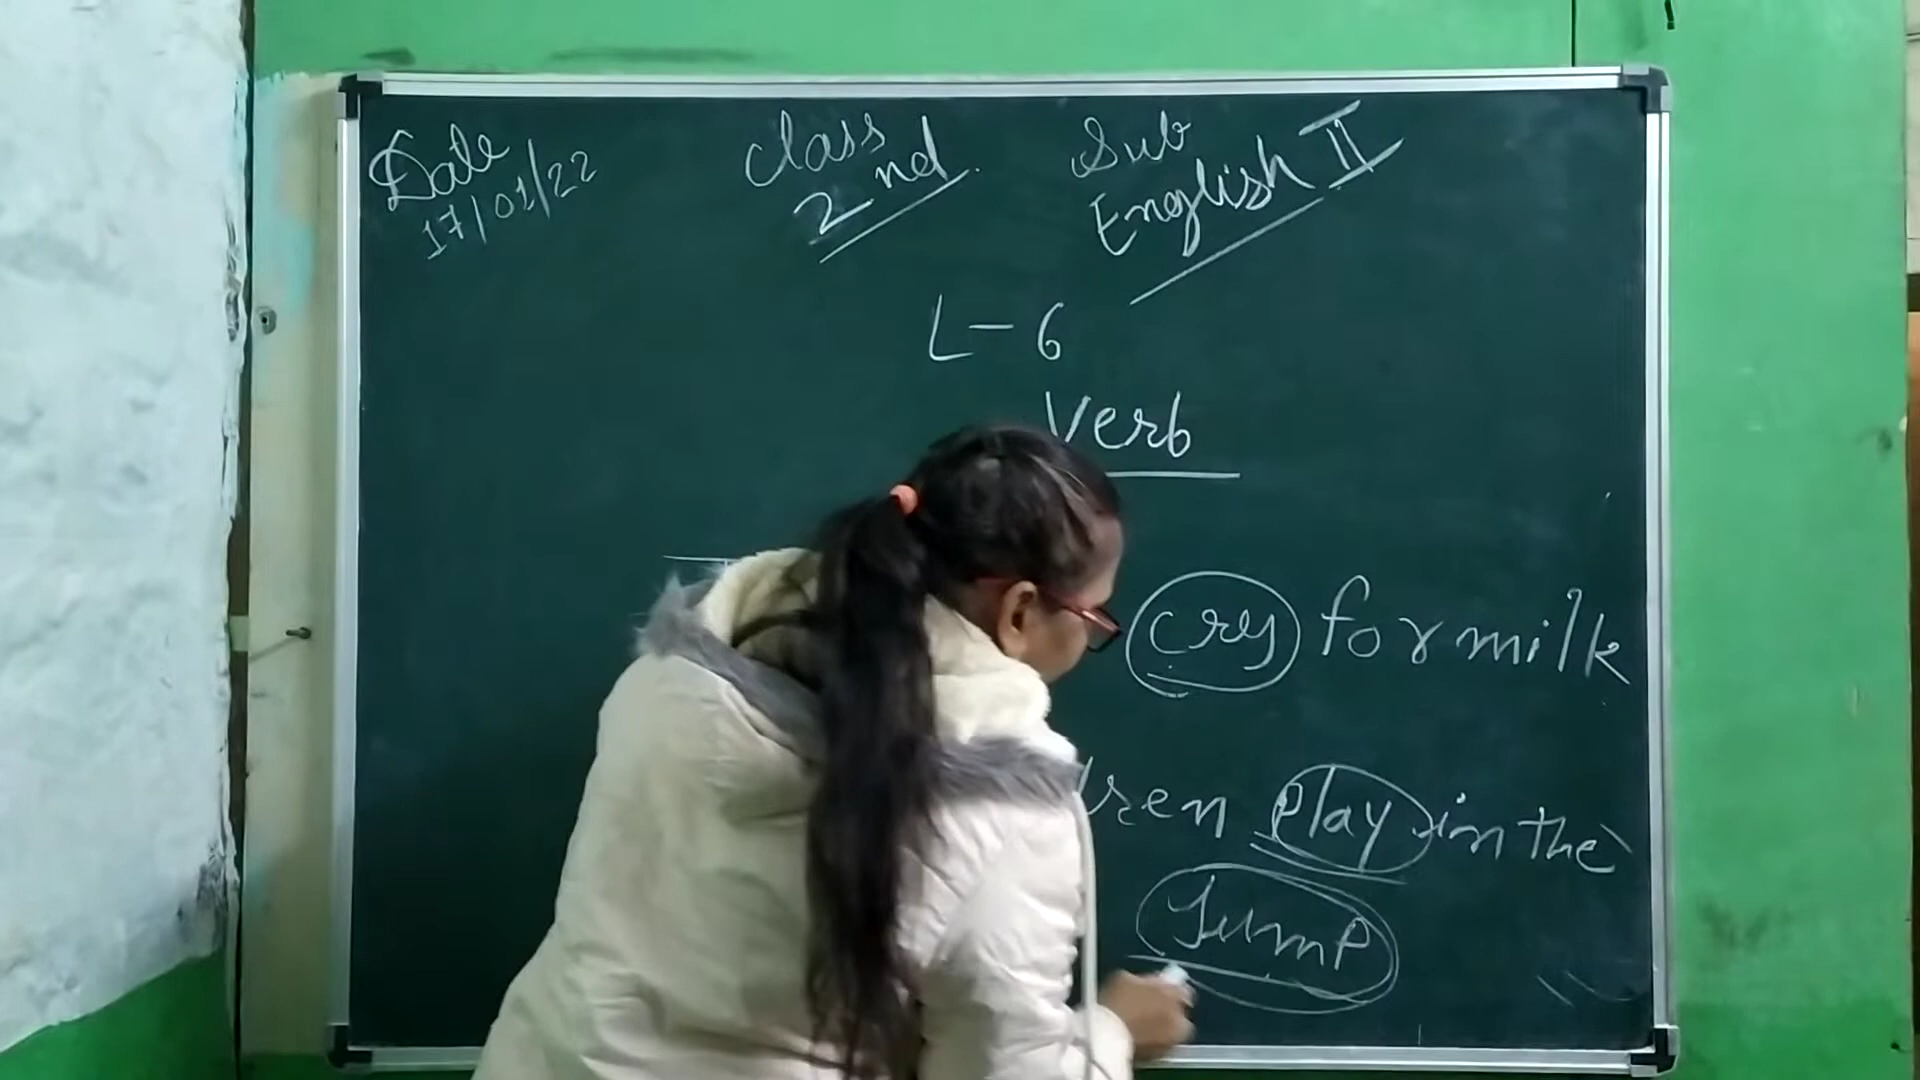 Date
17/01/22
Class
2nd
Sub
English II
L-6
Verb
cry for milk
ren play in the
Jump